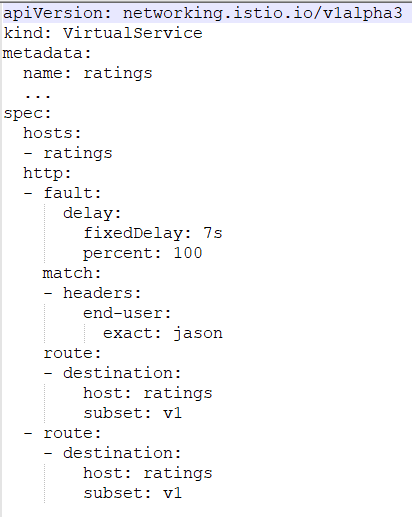 apiVersion: networking.istio.io/v1alpha3
kind: VirtualService
metadata:
  name: ratings
  ...
spec:
  hosts:
  - ratings
  http:
  - fault:
      delay:
        fixedDelay: 7s
        percent: 100
    match:
    - headers:
        end-user:
          exact: jason
    route:
    - destination:
        host: ratings
        subset: v1
  - route:
    - destination:
        host: ratings
        subset: v1